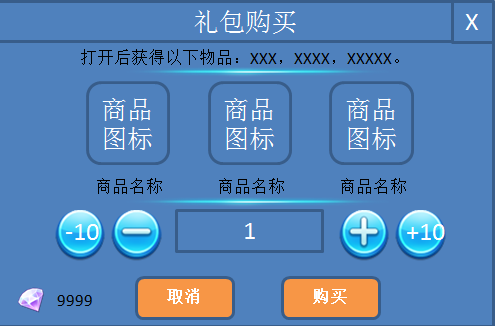 礼包购买 X
打开后获得以下物品：XXX，XXXX，XXXXX。
商品图标 商品图标 商品图标
商品名称 商品名称 商品名称
-10 － 1 ＋ +10
9999 取消 购买